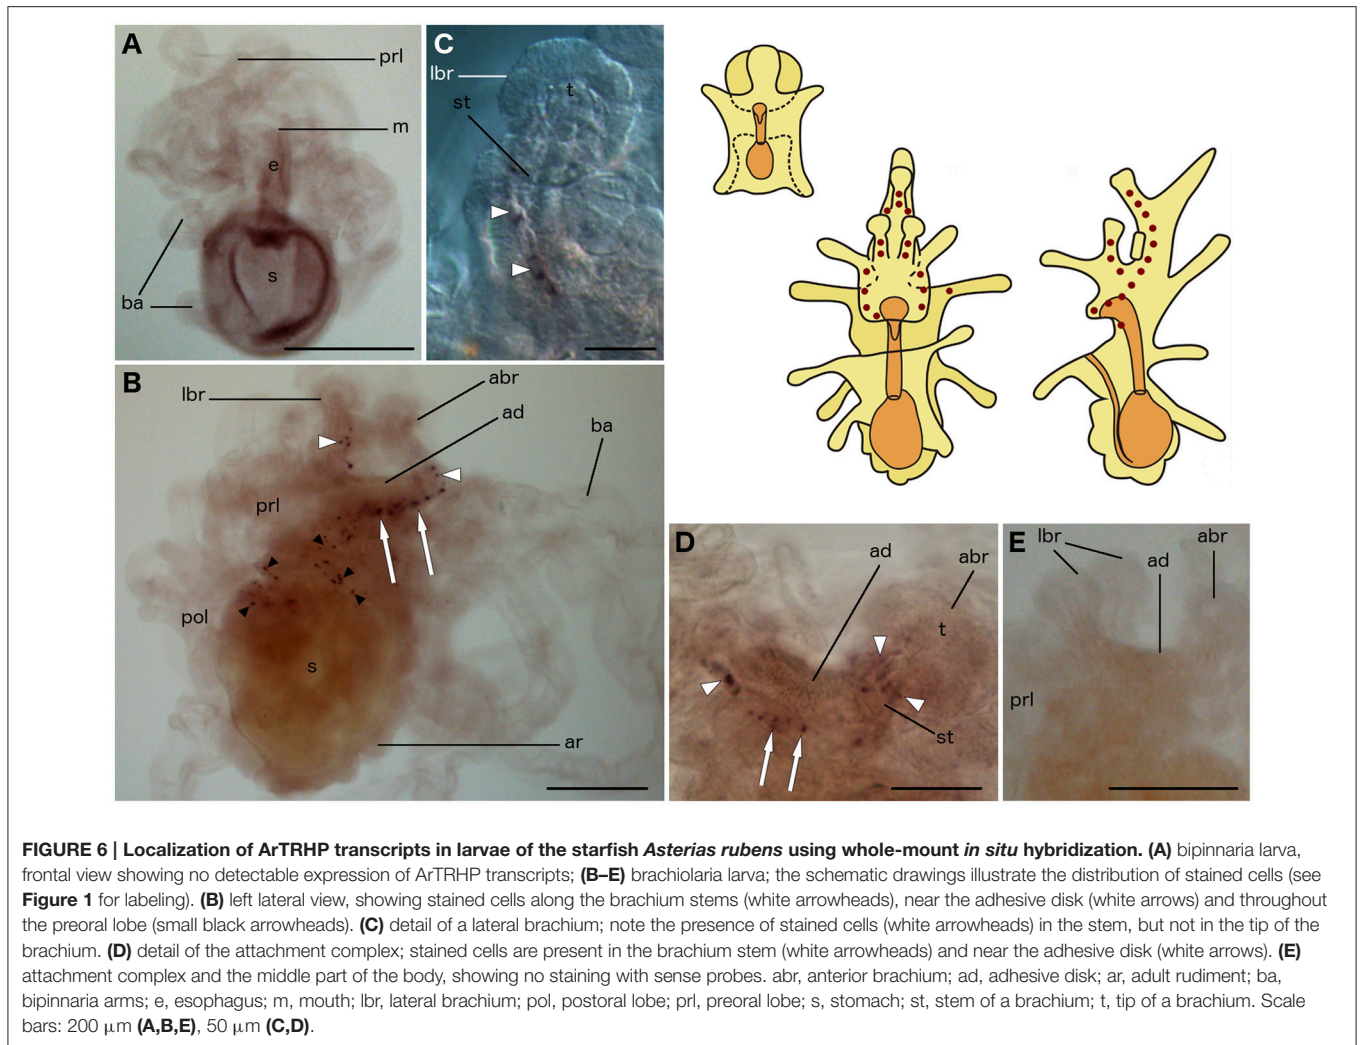 A
prl
m
e
s
ba
C
lbr
t
st
B
lbr
abr
ad
ba
prl
pol
s
ar
D
ad
abr
t
st
E
lbr
abr
ad
prl
FIGURE 6 | Localization of ArTRHP transcripts in larvae of the starfish Asterias rubens using whole-mount in situ hybridization. (A) bipinnaria larva,
frontal view showing no detectable expression of ArTRHP transcripts; (B–E) brachiolaria larva; the schematic drawings illustrate the distribution of stained cells (see
Figure 1 for labeling). (B) left lateral view, showing stained cells along the brachium stems (white arrowheads), near the adhesive disk (white arrows) and throughout
the preoral lobe (small black arrowheads). (C) detail of a lateral brachium; note the presence of stained cells (white arrowheads) in the stem, but not in the tip of the
brachium. (D) detail of the attachment complex; stained cells are present in the brachium stem (white arrowheads) and near the adhesive disk (white arrows). (E)
attachment complex and the middle part of the body, showing no staining with sense probes. abr, anterior brachium; ad, adhesive disk; ar, adult rudiment; ba,
bipinnaria arms; e, esophagus; m, mouth; lbr, lateral brachium; pol, postoral lobe; prl, preoral lobe; s, stomach; st, stem of a brachium; t, tip of a brachium. Scale
bars: 200 μm (A,B,E), 50 μm (C,D).